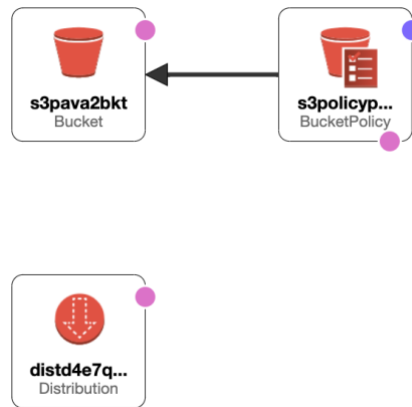 s3pava2bkt
Bucket
s3policyp...
BucketPolicy
distd4e7q...
Distribution